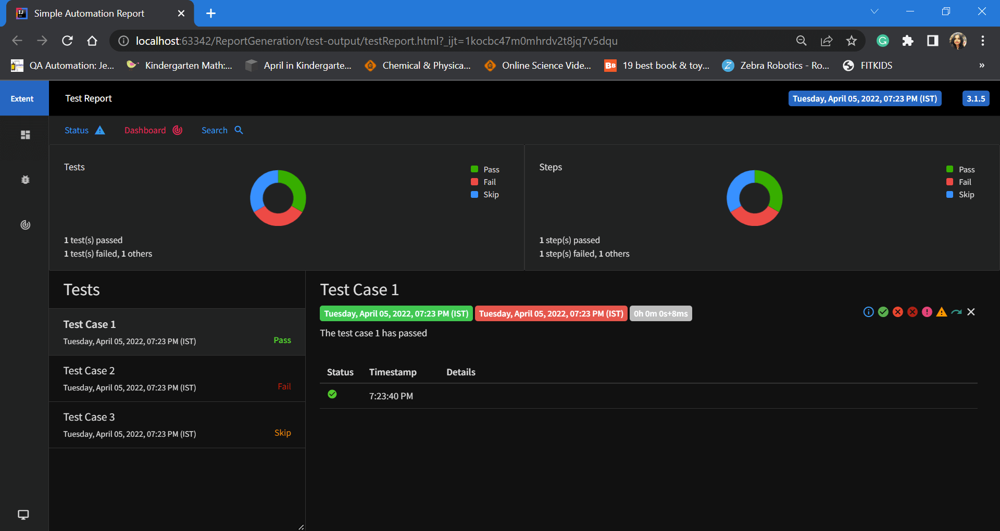 Simple Automation Report
localhost:63342/ReportGeneration/test-output/testReport.html?_ijt=1kocbc47m0mhrdv2t8jq7v5dqu
QA Automation: Je... Kindergarten Math:... April in Kindergarte... Chemical & Physica... Online Science Vide... BB 19 best book & toy... Z Zebra Robotics - Ro... FITKIDS »
Extent Test Report Tuesday, April 05, 2022, 07:23 PM (IST) 3.1.5
Status Dashboard Search
Tests
Pass
Fail
Skip
1 test(s) passed
1 test(s) failed, 1 others
Steps
Pass
Fail
Skip
1 step(s) passed
1 step(s) failed, 1 others
Tests
Test Case 1
Tuesday, April 05, 2022, 07:23 PM (IST) Pass
Test Case 2
Tuesday, April 05, 2022, 07:23 PM (IST) Fail
Test Case 3
Tuesday, April 05, 2022, 07:23 PM (IST) Skip
Test Case 1
Tuesday, April 05, 2022, 07:23 PM (IST) Tuesday, April 05, 2022, 07:23 PM (IST) 0h 0m 0s+8ms
The test case 1 has passed
Status Timestamp Details
7:23:40 PM